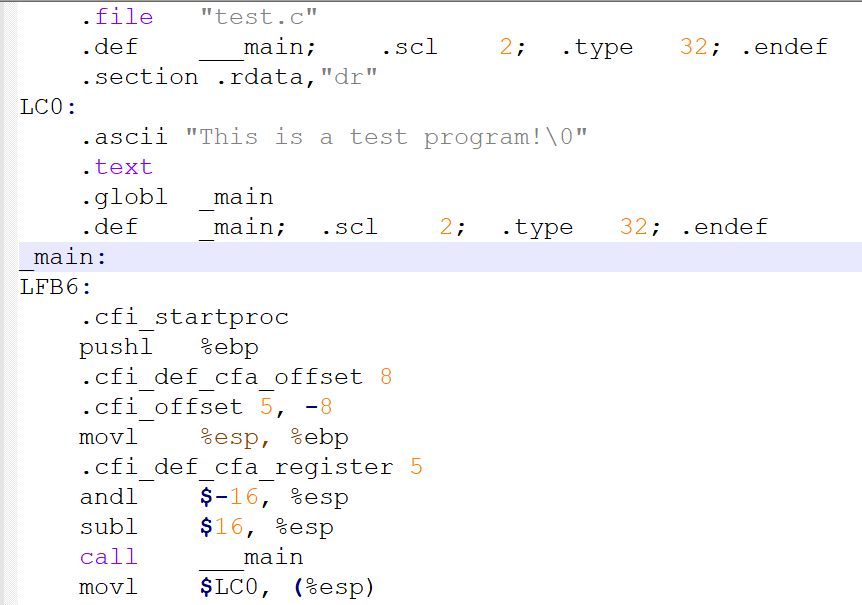 .file "test.c"
.def ___main; .scl 2; .type 32; .endef
.section .rdata,"dr"
LC0:
.ascii "This is a test program!\0"
.text
.globl _main
.def _main; .scl 2; .type 32; .endef
_main:
LFB6:
.cfi_startproc
pushl %ebp
.cfi_def_cfa_offset 8
.cfi_offset 5, -8
movl %esp, %ebp
.cfi_def_cfa_register 5
andl $-16, %esp
subl $16, %esp
call ___main
movl $LC0, (%esp)